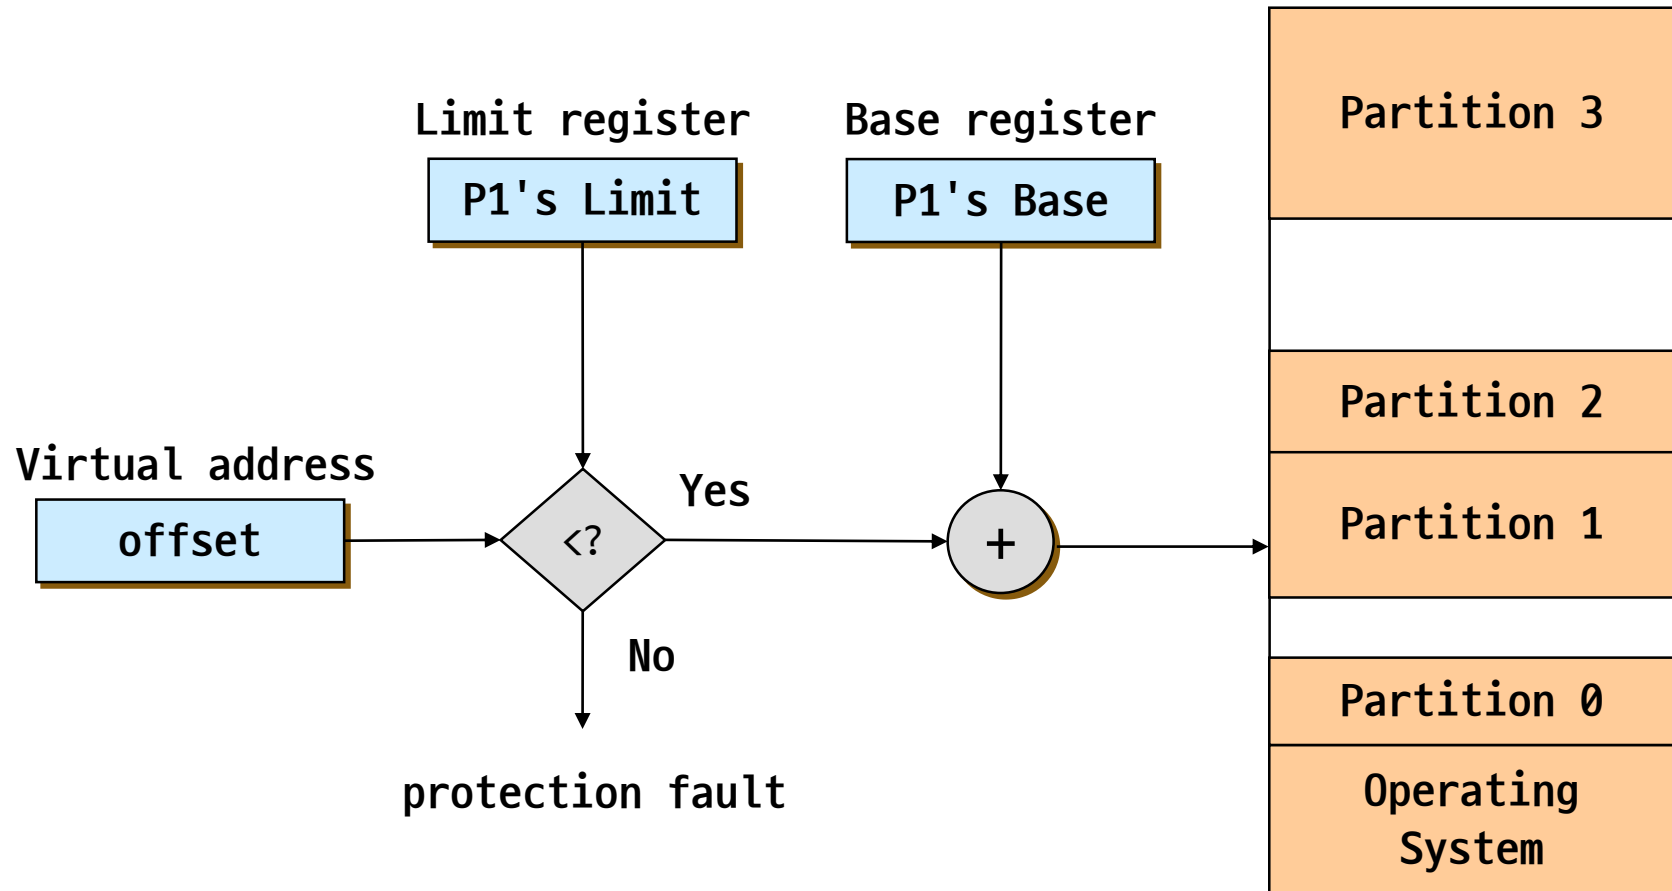 Limit register
P1's Limit
Base register
P1's Base
Virtual address
offset
<?
Yes
No
protection fault
+
Partition 3
Partition 2
Partition 1
Partition 0
Operating
System